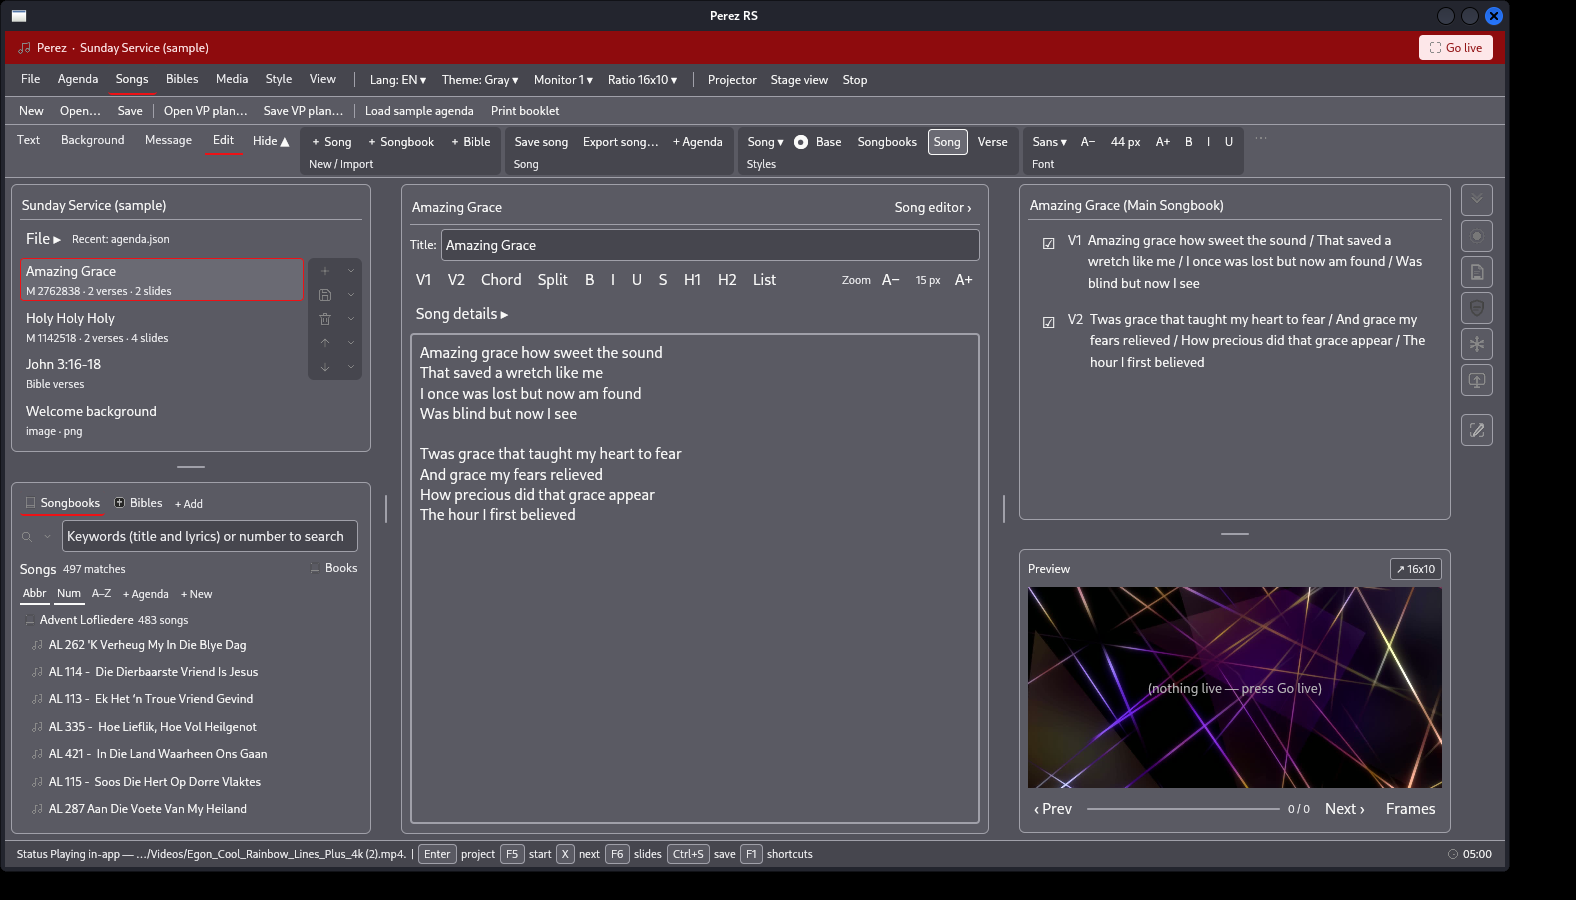 Perez RS
Perez · Sunday Service (sample)
Go live
File Agenda Songs Bibles Media Style View Lang: EN ▾ Theme: Gray ▾ Monitor 1 ▾ Ratio 16x10 ▾ Projector Stage view Stop
New Open... Save Open VP plan... Save VP plan... Load sample agenda Print booklet
Text Background Message Edit Hide ▲
+ Song + Songbook + Bible
New / Import
Save song Export song... + Agenda
Song
Song ▾ Base Songbooks Song Verse
Styles
Sans ▾ A− 44 px A+ B I U
Font
...
Sunday Service (sample)
File ▸ Recent: agenda.json
Amazing Grace
M 2762838 · 2 verses · 2 slides
Holy Holy Holy
M 1142518 · 2 verses · 4 slides
John 3:16-18
Bible verses
Welcome background
image · png
Songbooks Bibles + Add
Keywords (title and lyrics) or number to search
Songs 497 matches Books
Abbr Num A–Z + Agenda + New
Advent Lofliedere 483 songs
AL 262 'K Verheug My In Die Blye Dag
AL 114 - Die Dierbaarste Vriend Is Jesus
AL 113 - Ek Het 'n Troue Vriend Gevind
AL 335 - Hoe Lieflik, Hoe Vol Heilgenot
AL 421 - In Die Land Waarheen Ons Gaan
AL 115 - Soos Die Hert Op Dorre Vlaktes
AL 287 Aan Die Voete Van My Heiland
Amazing Grace Song editor ›
Title: Amazing Grace
V1 V2 Chord Split B I U S H1 H2 List Zoom A− 15 px A+
Song details ▸
Amazing grace how sweet the sound
That saved a wretch like me
I once was lost but now am found
Was blind but now I see
Twas grace that taught my heart to fear
And grace my fears relieved
How precious did that grace appear
The hour I first believed
Amazing Grace (Main Songbook)
V1 Amazing grace how sweet the sound / That saved a
wretch like me / I once was lost but now am found / Was
blind but now I see
V2 Twas grace that taught my heart to fear / And grace my
fears relieved / How precious did that grace appear / The
hour I first believed
Preview ↗ 16x10
(nothing live — press Go live)
‹ Prev 0 / 0 Next › Frames
Status Playing in-app — .../Videos/Egon_Cool_Rainbow_Lines_Plus_4k (2).mp4. | Enter project F5 start X next F6 slides Ctrl+S save F1 shortcuts 05:00